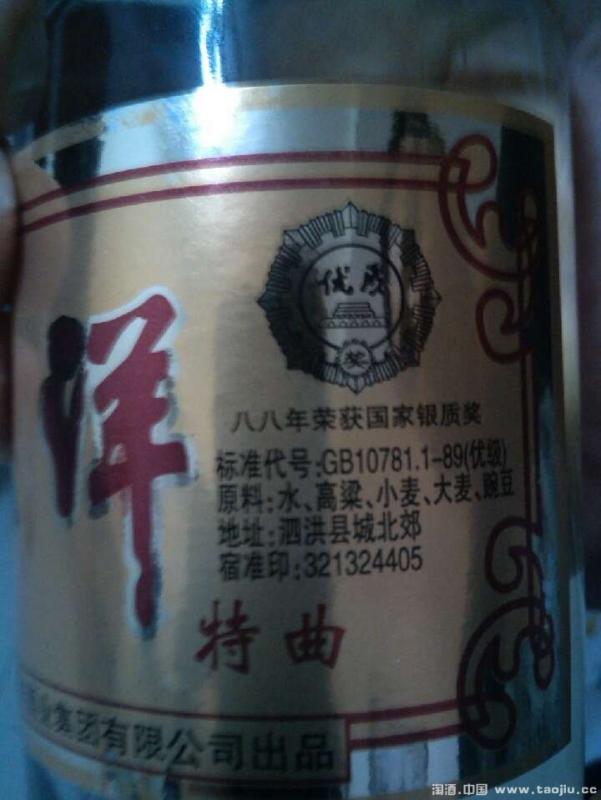 优质
奖
八八年荣获国家银质奖
标准代号:GB10781.1-89(优级)
原料:水、高粱、小麦、大麦、豌豆
地址:泗洪县城北郊
宿准印:321324405
洋
特曲
酒业集团有限公司出品
淘酒.中国 www.taojiu.cc